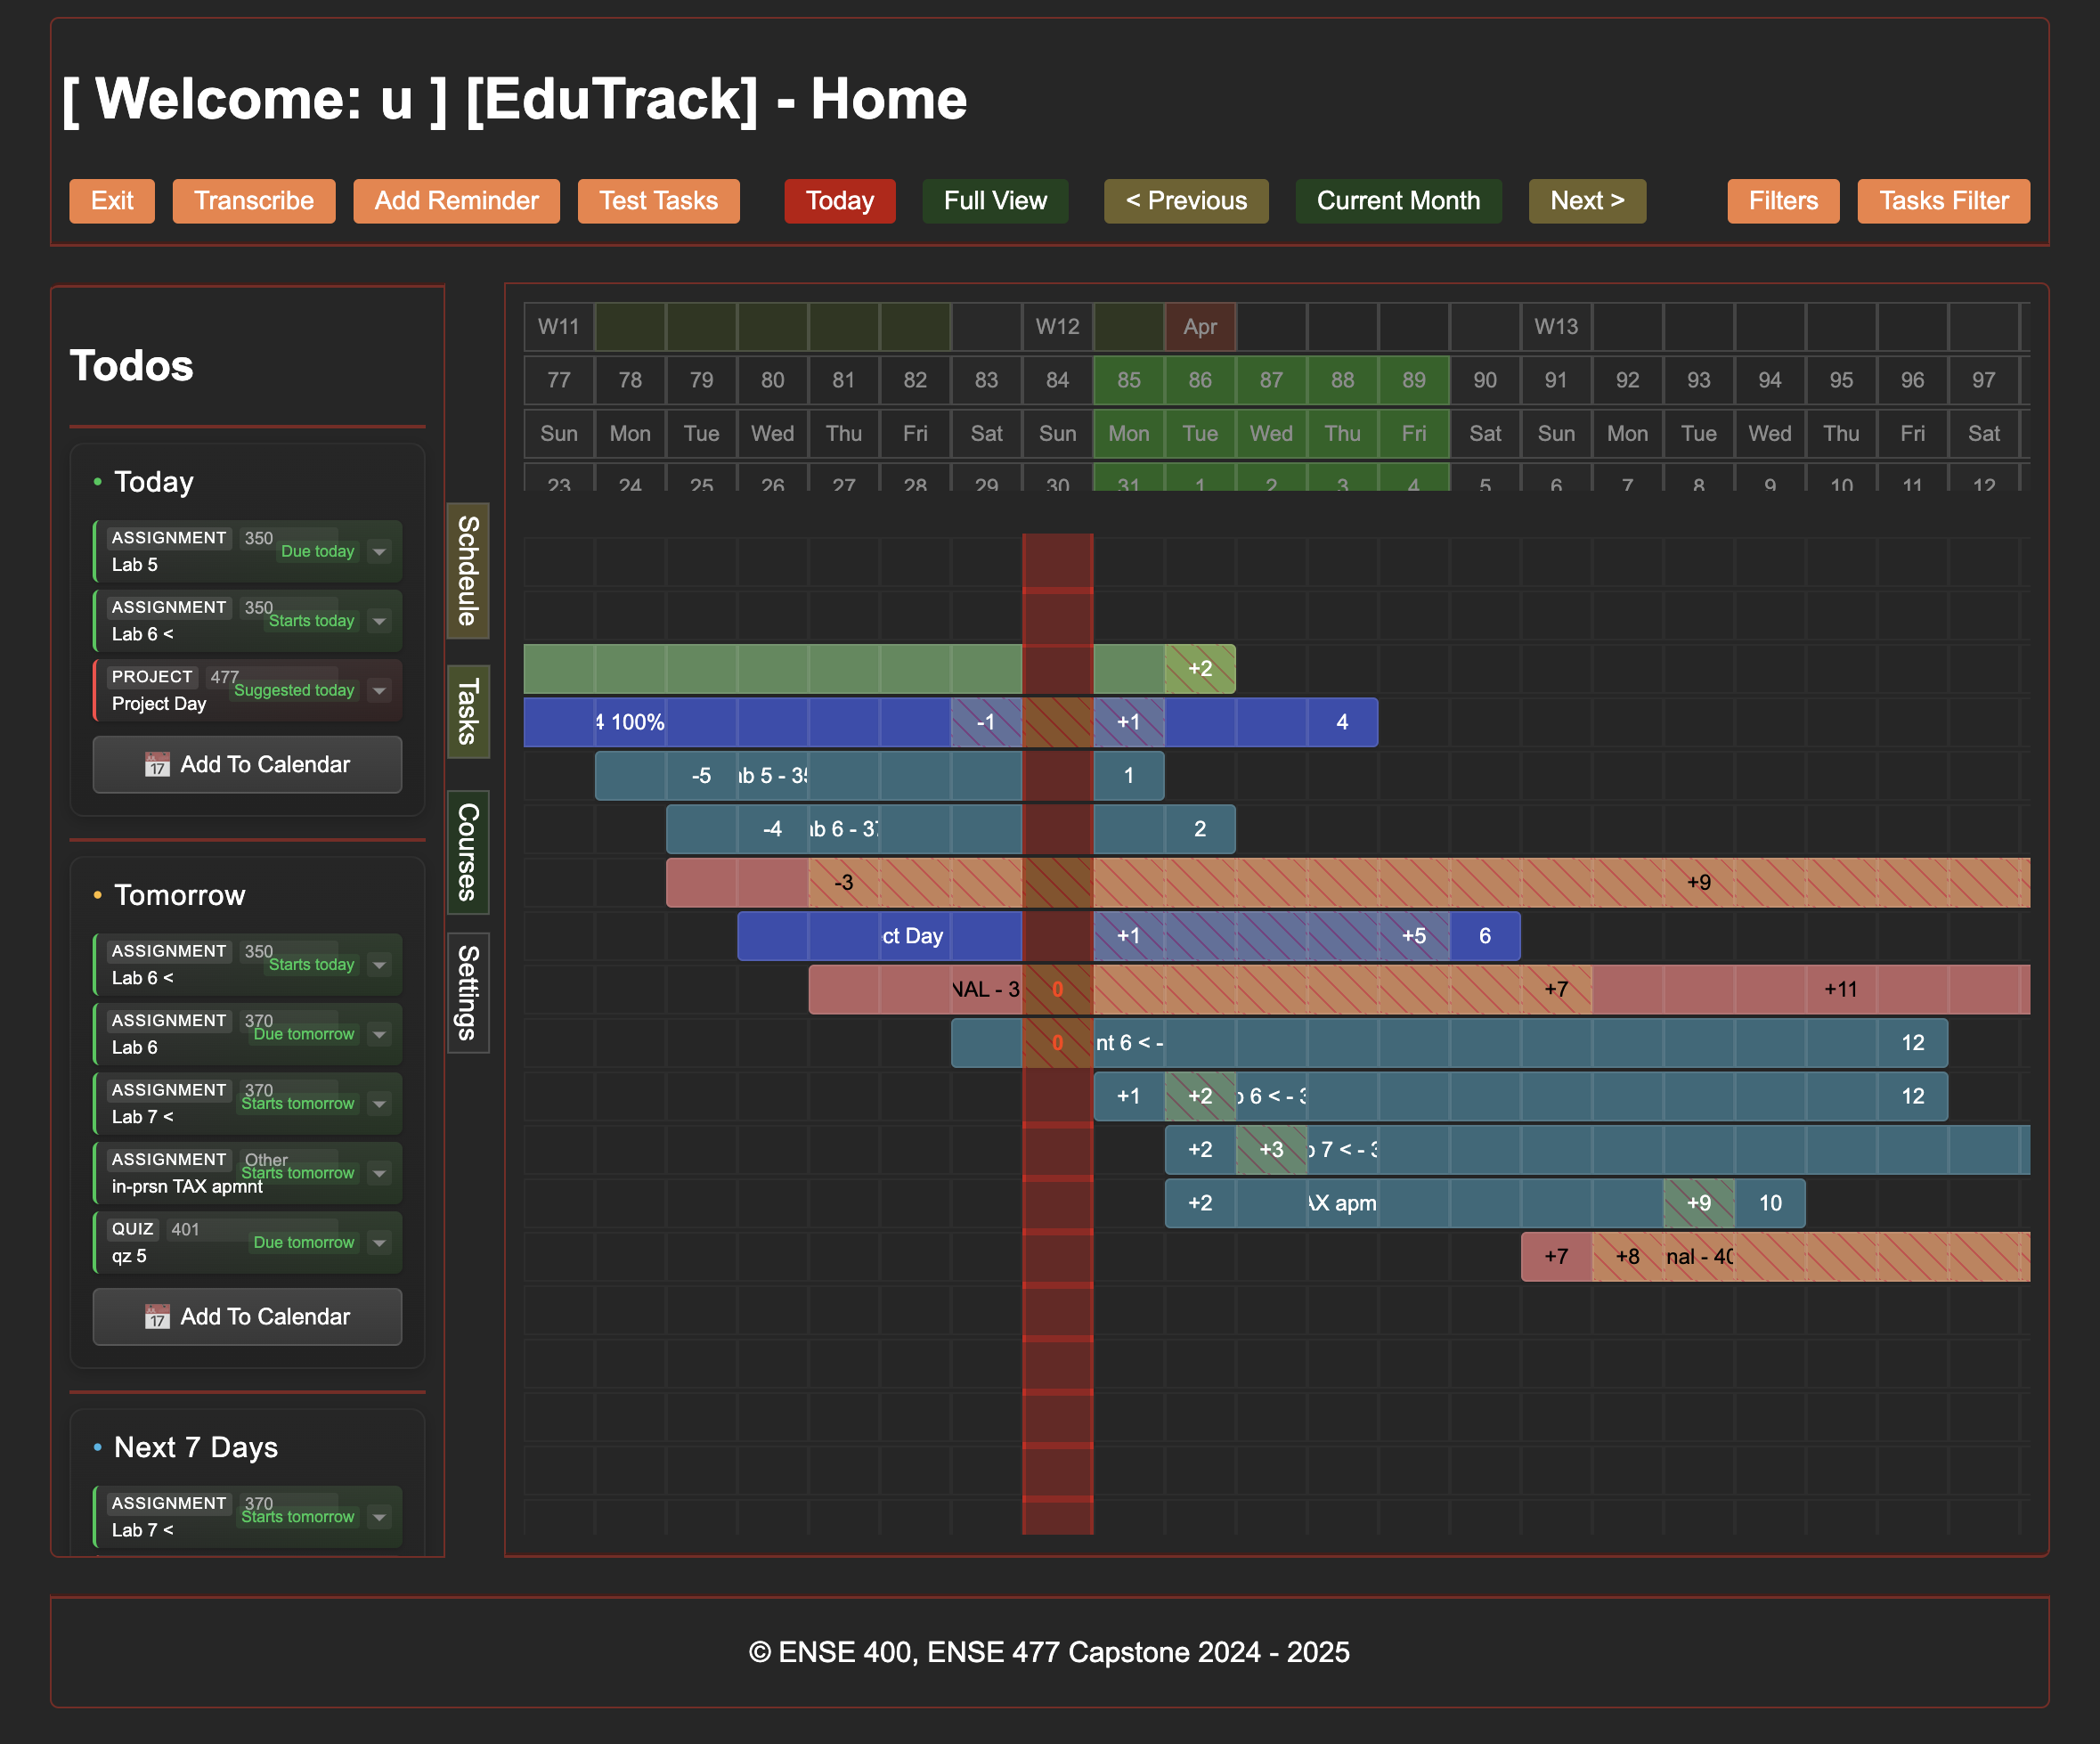 [ Welcome: u ] [EduTrack] - Home
Exit Transcribe Add Reminder Test Tasks Today Full View < Previous Current Month Next > Filters Tasks Filter
Todos
Today
ASSIGNMENT 350
Due today
Lab 5
ASSIGNMENT 350
Starts today
Lab 6 <
PROJECT 477
Suggested today
Project Day
17 Add To Calendar
Tomorrow
ASSIGNMENT 350
Starts today
Lab 6 <
ASSIGNMENT 370
Due tomorrow
Lab 6
ASSIGNMENT 370
Starts tomorrow
Lab 7 <
ASSIGNMENT Other
Starts tomorrow
in-prsn TAX apmnt
QUIZ 401
Due tomorrow
qz 5
17 Add To Calendar
Next 7 Days
ASSIGNMENT 370
Starts tomorrow
Lab 7 <
Schdeule
Tasks
Courses
Settings
W11 W12 Apr W13
77 78 79 80 81 82 83 84 85 86 87 88 89 90 91 92 93 94 95 96 97
Sun Mon Tue Wed Thu Fri Sat Sun Mon Tue Wed Thu Fri Sat Sun Mon Tue Wed Thu Fri Sat
23 24 25 26 27 28 29 30 31 1 2 3 4 5 6 7 8 9 10 11 12
+2
4 100% -1 +1 4
-5 ab 5 - 35 1
-4 ab 6 - 37 2
-3 +9
ct Day +1 +5 6
NAL - 3 0 +7 +11
0 nt 6 < - 12
+1 +2 6 < - 3 12
+2 +3 7 < - 3
+2 AX apm +9 10
+7 +8 nal - 40
© ENSE 400, ENSE 477 Capstone 2024 - 2025